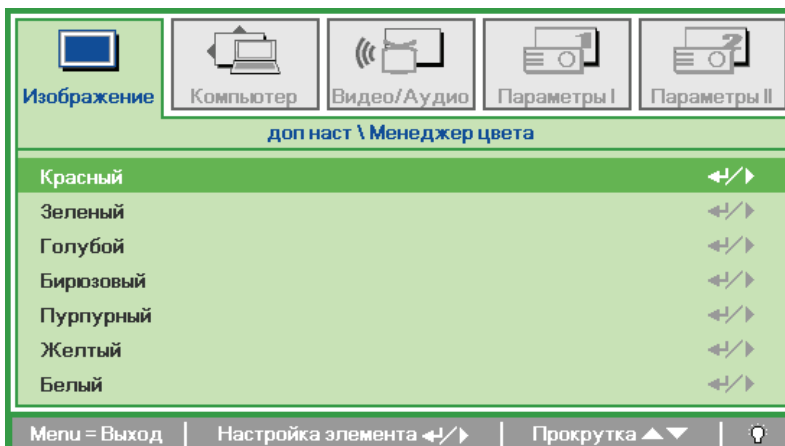 Изображение Компьютер Видео/Аудио Параметры I Параметры II
доп наст \ Менеджер цвета
Красный
Зеленый
Голубой
Бирюзовый
Пурпурный
Желтый
Белый
Menu = Выход | Настройка элемента | Прокрутка